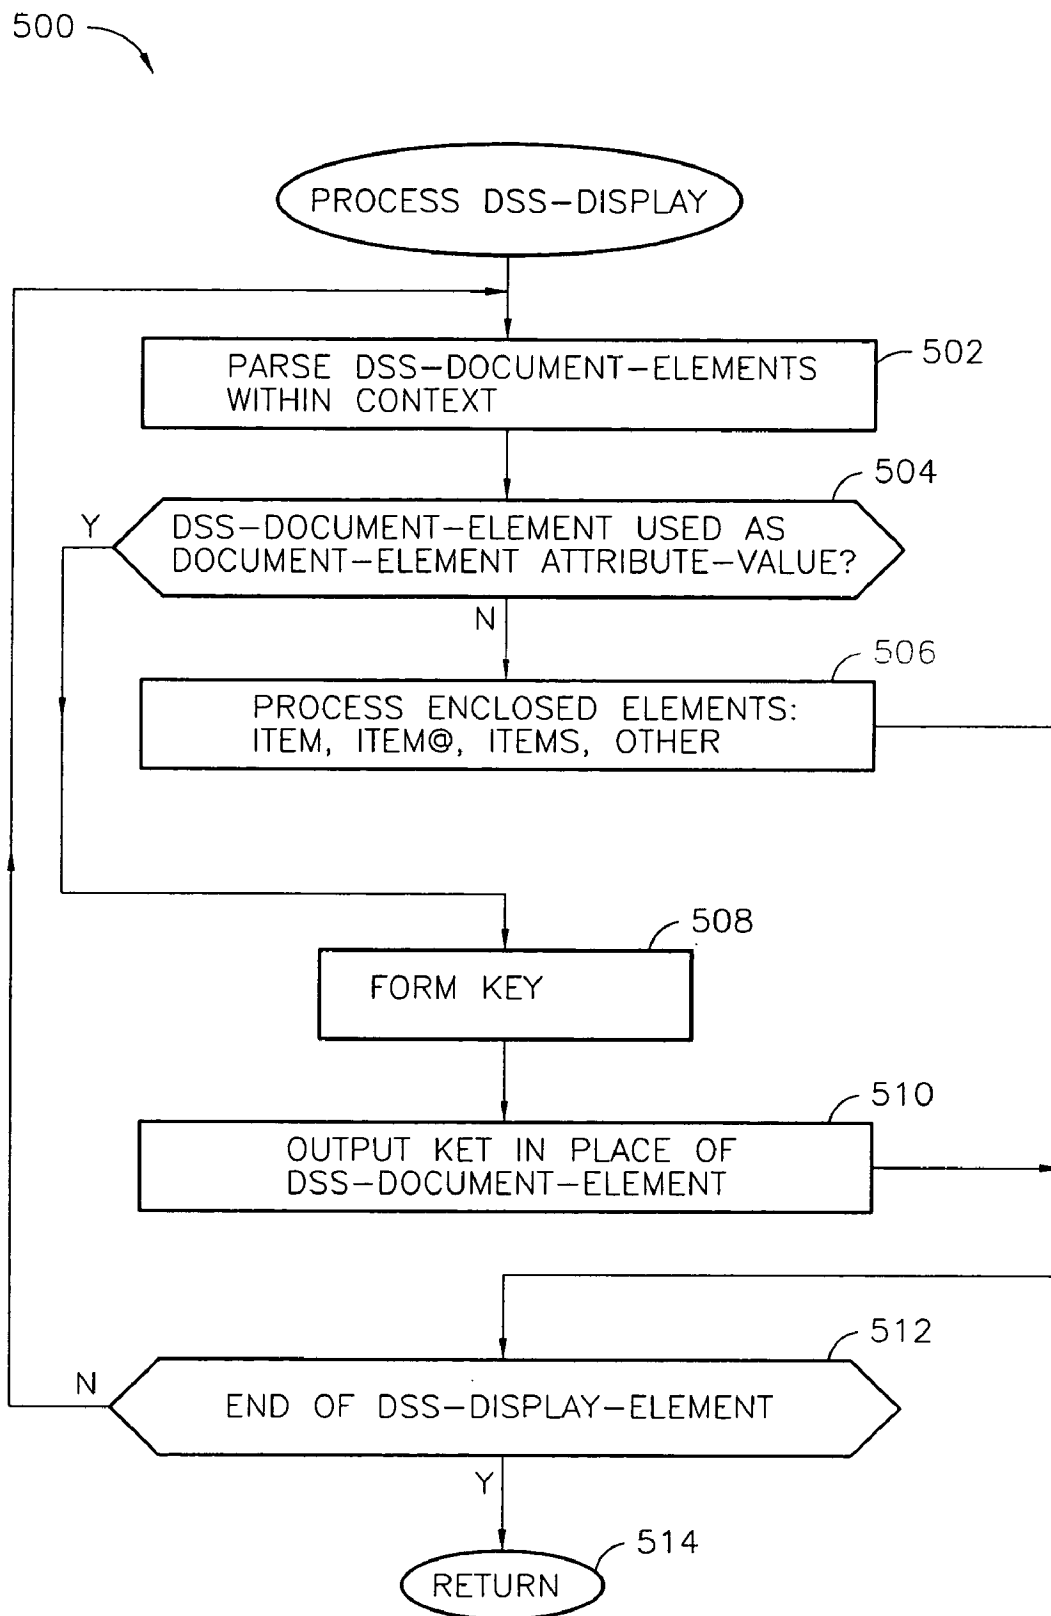 500
PROCESS DSS-DISPLAY
PARSE DSS-DOCUMENT-ELEMENTS
WITHIN CONTEXT
502
504
Y
DSS-DOCUMENT-ELEMENT USED AS
DOCUMENT-ELEMENT ATTRIBUTE-VALUE?
N
506
PROCESS ENCLOSED ELEMENTS:
ITEM, ITEM@, ITEMS, OTHER
508
FORM KEY
510
OUTPUT KET IN PLACE OF
DSS-DOCUMENT-ELEMENT
512
N
END OF DSS-DISPLAY-ELEMENT
Y
514
RETURN